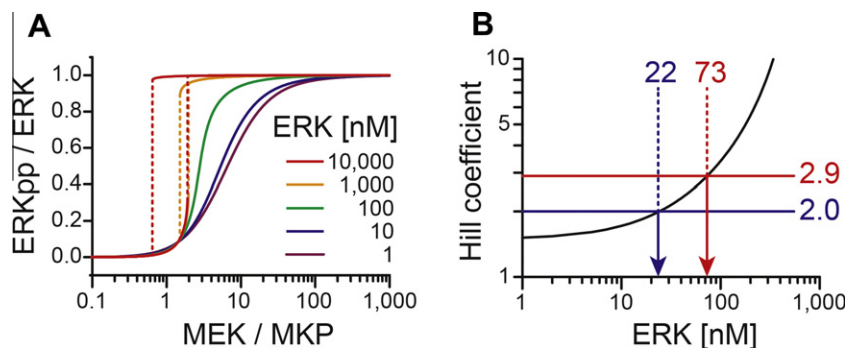 A
ERKpp / ERK
1.0
0.8
0.6
0.4
0.2
0.0
ERK [nM]
10,000
1,000
100
10
1
0.1 1 10 100 1,000
MEK / MKP
B
Hill coefficient
10
5
1
22 73
2.9
2.0
1 10 100 1,000
ERK [nM]